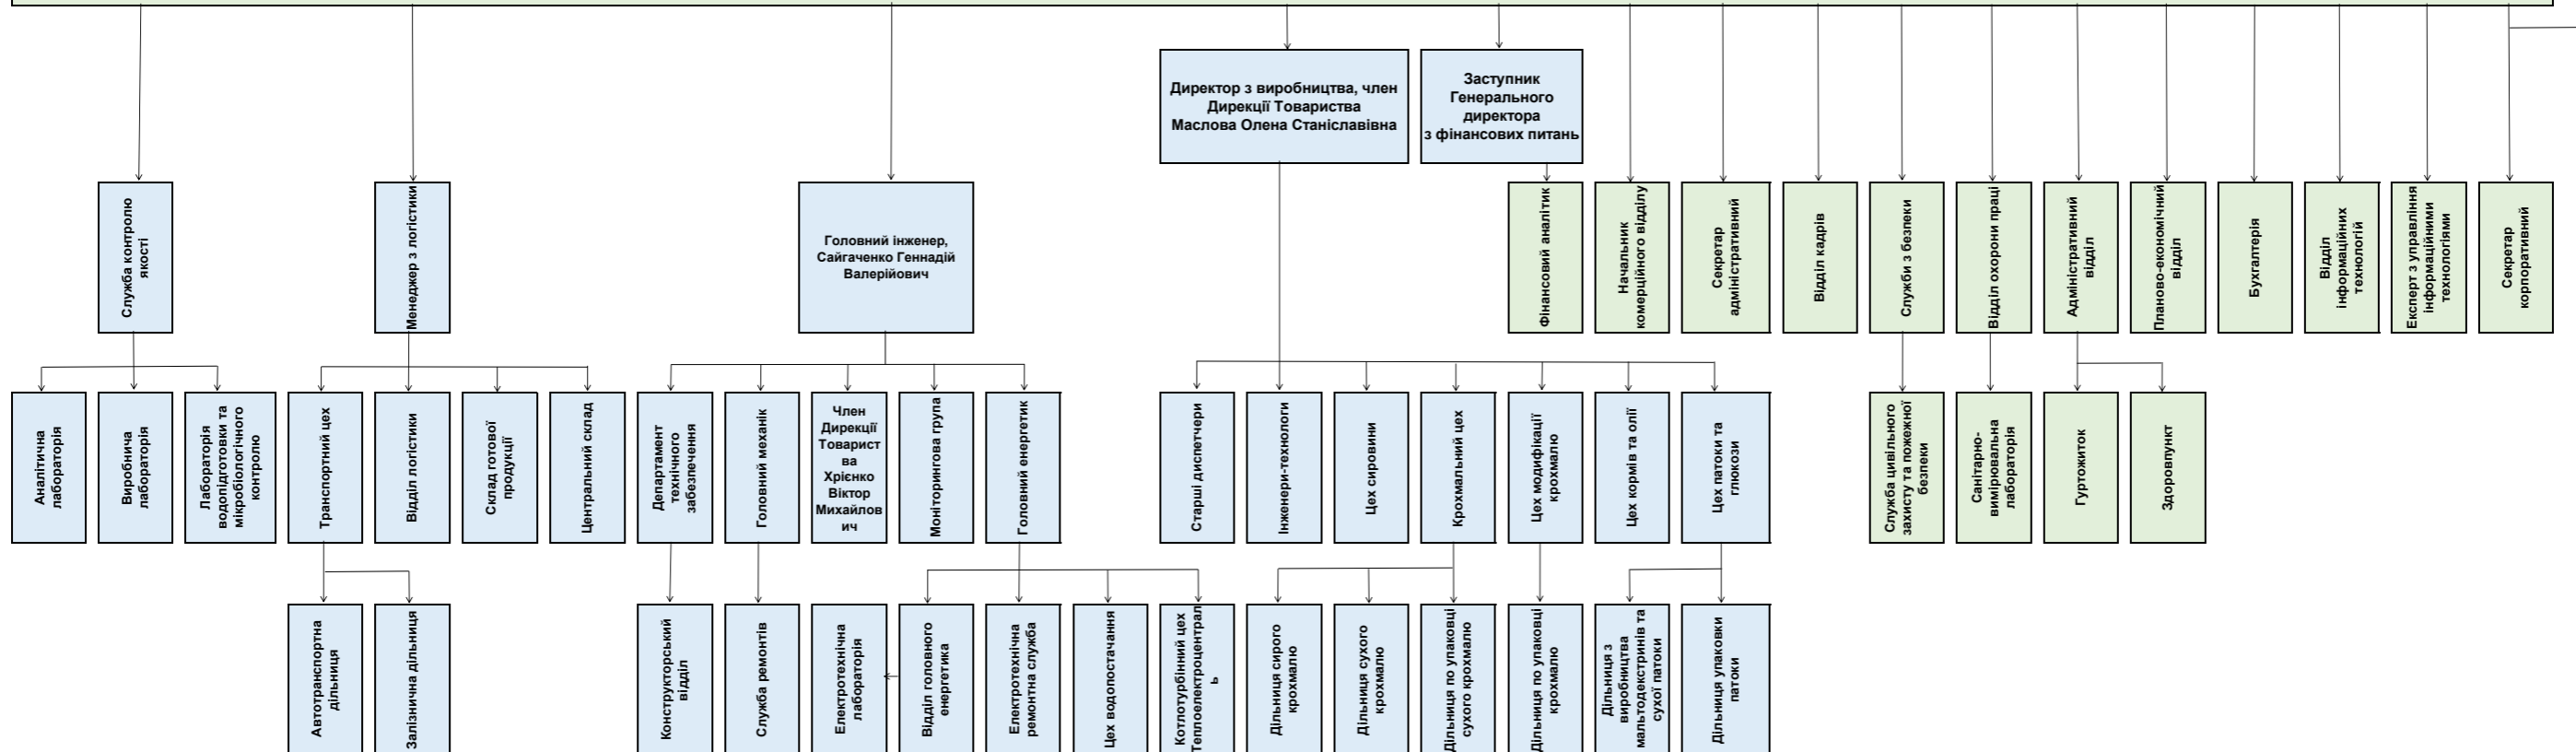 Директор з виробництва, член
Дирекції Товариства
Маслова Олена Станіславівна
Заступник
Генерального
директора
з фінансових питань
Служба контролю
якості
Менеджер з логістики
Головний інженер,
Сайгаченко Геннадій
Валерійович
Фінансовий аналітик
Начальник
комерційного відділу
Секретар
адміністративний
Відділ кадрів
Служби з безпеки
Відділ охорони праці
Адміністративний
відділ
Планово-економічний
відділ
Бухгалтерія
Відділ
інформаційних
технологій
Експерт з управління
інформаційними
технологіями
Секретар
корпоративний
Аналітична
лабораторія
Виробнича
лабораторія
Лабораторія
водопідготовки та
мікробіологічного
контролю
Транспортний цех
Відділ логістики
Склад готової
продукції
Центральний склад
Департамент
технічного
забезпечення
Головний механік
Член
Дирекції
Товарист
ва
Хрієнко
Віктор
Михайлов
ич
Моніторингова група
Головний енергетик
Старші диспетчери
Інженери-технологи
Цех сировини
Крохмальний цех
Цех модифікації
крохмалю
Цех кормів та олії
Цех патоки та
глюкози
Служба цивільного
захисту та пожежної
безпеки
Санітарно-
вимірювальна
лабораторія
Гуртожиток
Здоровпункт
Автотранспортна
дільниця
Залізнична дільниця
Конструкторський
відділ
Служба ремонтів
Електротехнічна
лабораторія
Відділ головного
енергетика
Електротехнічна
ремонтна служба
Цех водопостачання
Котлотурбінний цех
Теплоелектроцентрал
ь
Дільниця сирого
крохмалю
Дільниця сухого
крохмалю
Дільниця по упаковці
сухого крохмалю
Дільниця по упаковці
крохмалю
Дільниця з
виробництва
мальтодекстринів та
сухої патоки
Дільниця упаковки
патоки